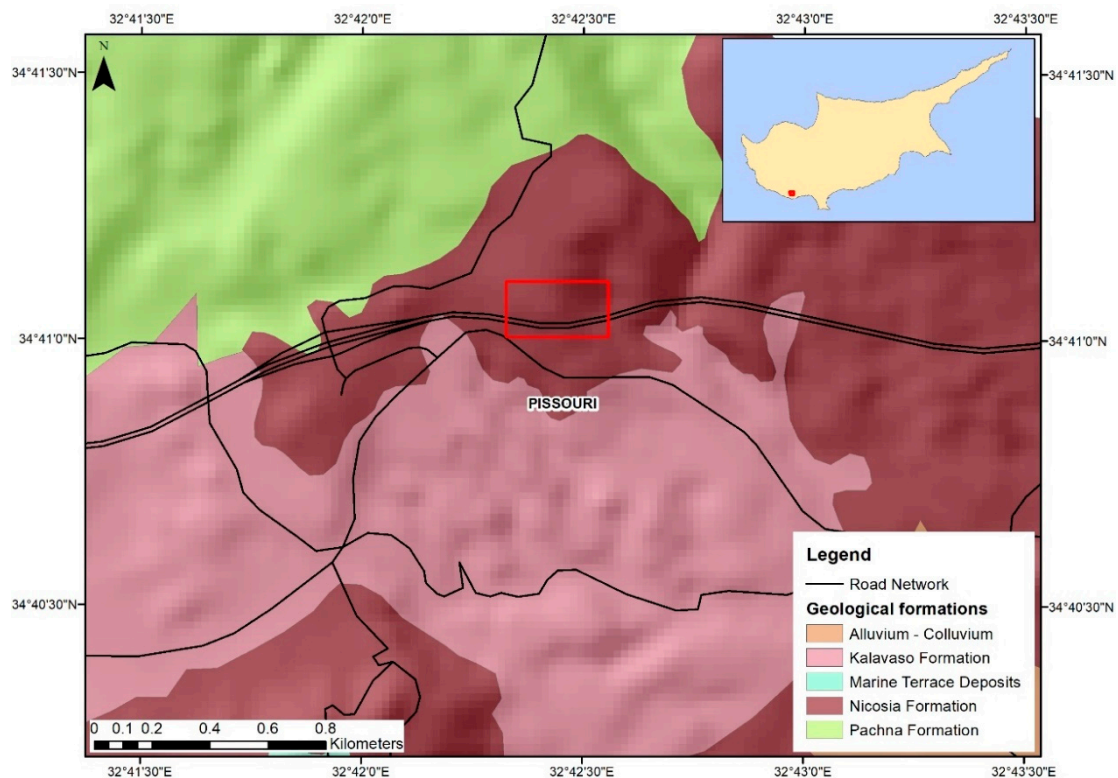 32°41'30"E 32°42'0"E 32°42'30"E 32°43'0"E 32°43'30"E
N
34°41'30"N 34°41'30"N
34°41'0"N 34°41'0"N
PISSOURI
34°40'30"N 34°40'30"N
Legend
Road Network
Geological formations
Alluvium - Colluvium
Kalavaso Formation
Marine Terrace Deposits
Nicosia Formation
Pachna Formation
0 0.1 0.2 0.4 0.6 0.8
Kilometers
32°41'30"E 32°42'0"E 32°42'30"E 32°43'0"E 32°43'30"E